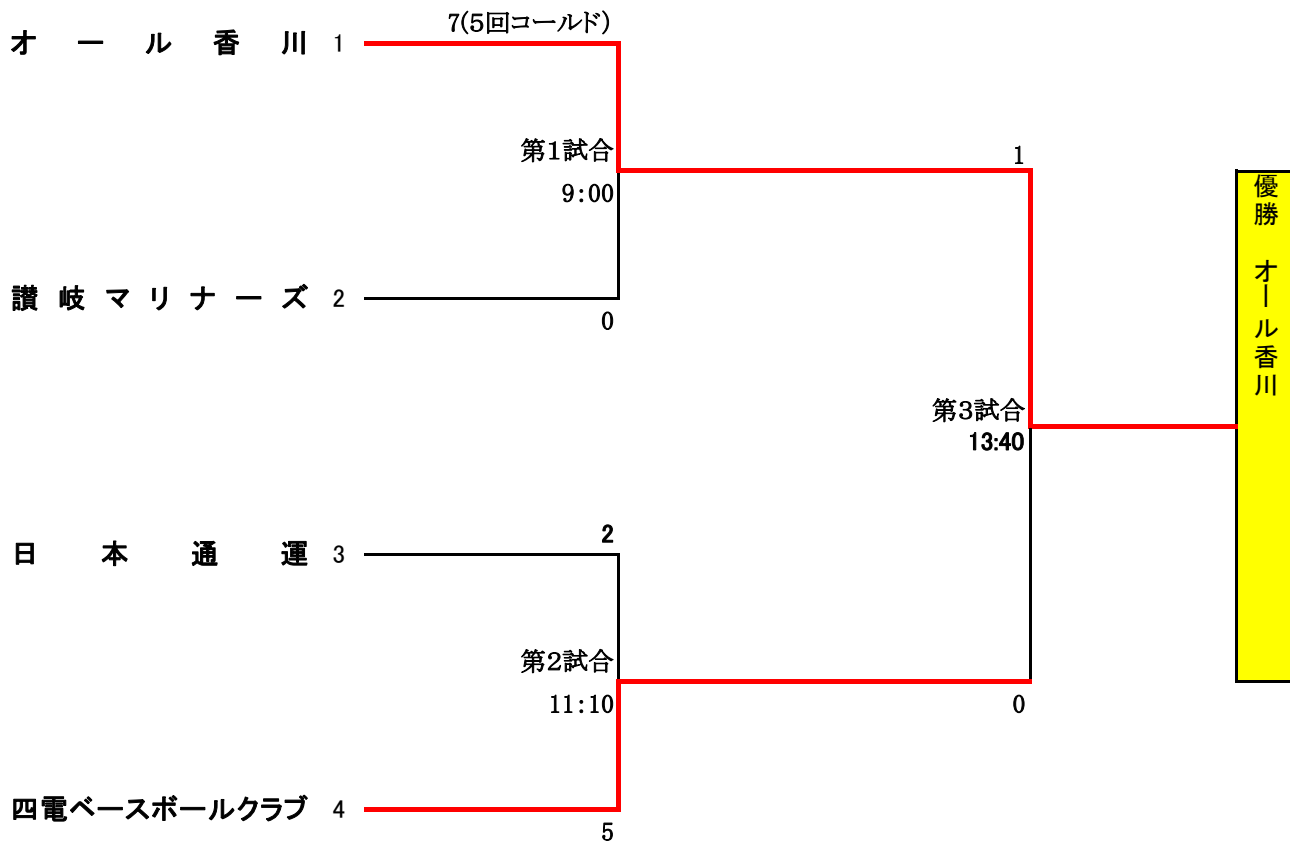 7(5回コールド)
オール香川 1
第1試合
9:00
1
讃岐マリナーズ 2
0
優勝 オール香川
第3試合
13:40
2
日本通運 3
第2試合
11:10
0
四電ベースボールクラブ 4
5